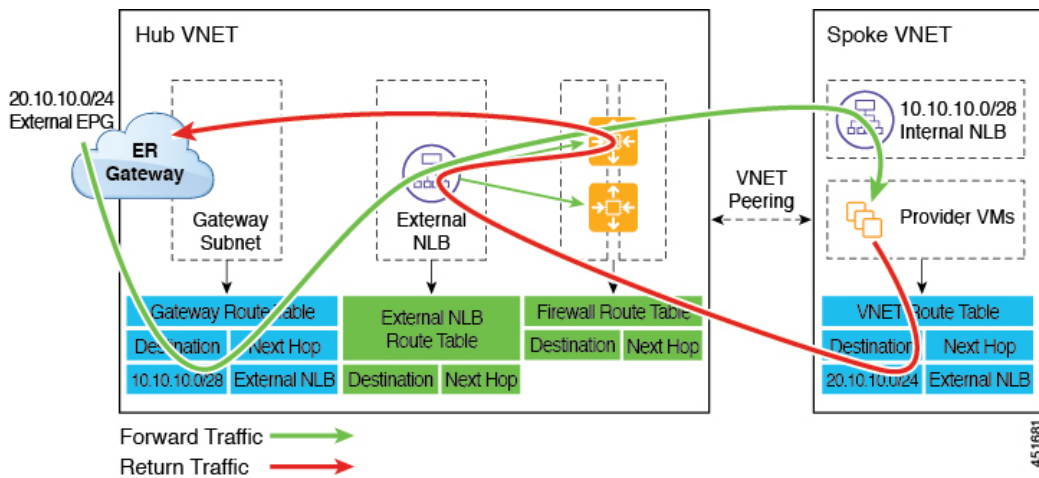 Hub VNET
Spoke VNET
20.10.10.0/24
External EPG
ER
Gateway
Gateway
Subnet
External
NLB
VNET
Peering
10.10.10.0/28
Internal NLB
Provider VMs
Gateway Route Table
Destination
Next Hop
10.10.10.0/28
External NLB
External NLB
Route Table
Destination
Next Hop
Firewall Route Table
Destination
Next Hop
VNET Route Table
Destination
Next Hop
20.10.10.0/24
External NLB
Forward Traffic
Return Traffic
451681